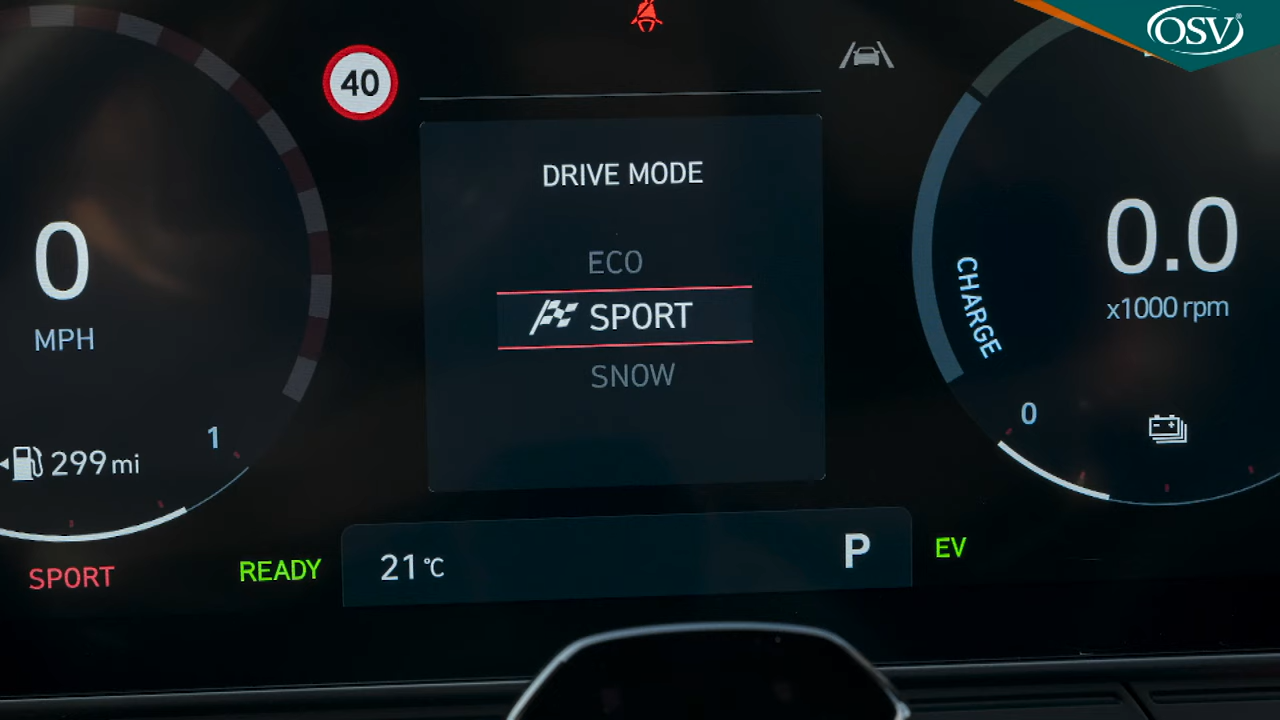 OSV
40
DRIVE MODE
ECO
SPORT
SNOW
0
MPH
1
299 mi
SPORT
READY
21°C
P
EV
CHARGE
0.0
x1000 rpm
0